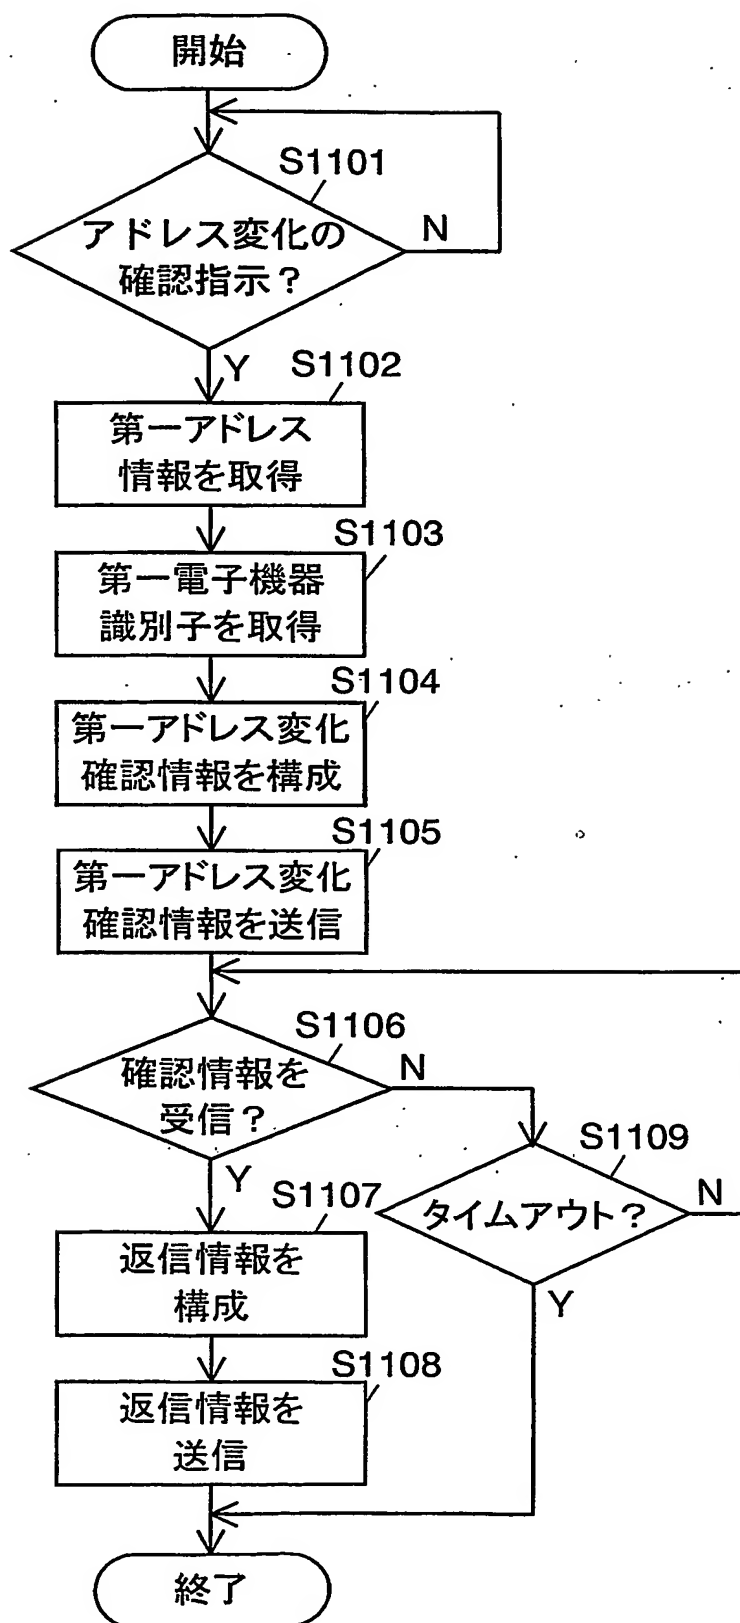 開始
S1101
アドレス変化の
確認指示？
N
Y
S1102
第一アドレス
情報を取得
S1103
第一電子機器
識別子を取得
S1104
第一アドレス変化
確認情報を構成
S1105
第一アドレス変化
確認情報を送信
S1106
確認情報を
受信？
N
Y
S1109
タイムアウト？
N
Y
S1107
返信情報を
構成
S1108
返信情報を
送信
終了